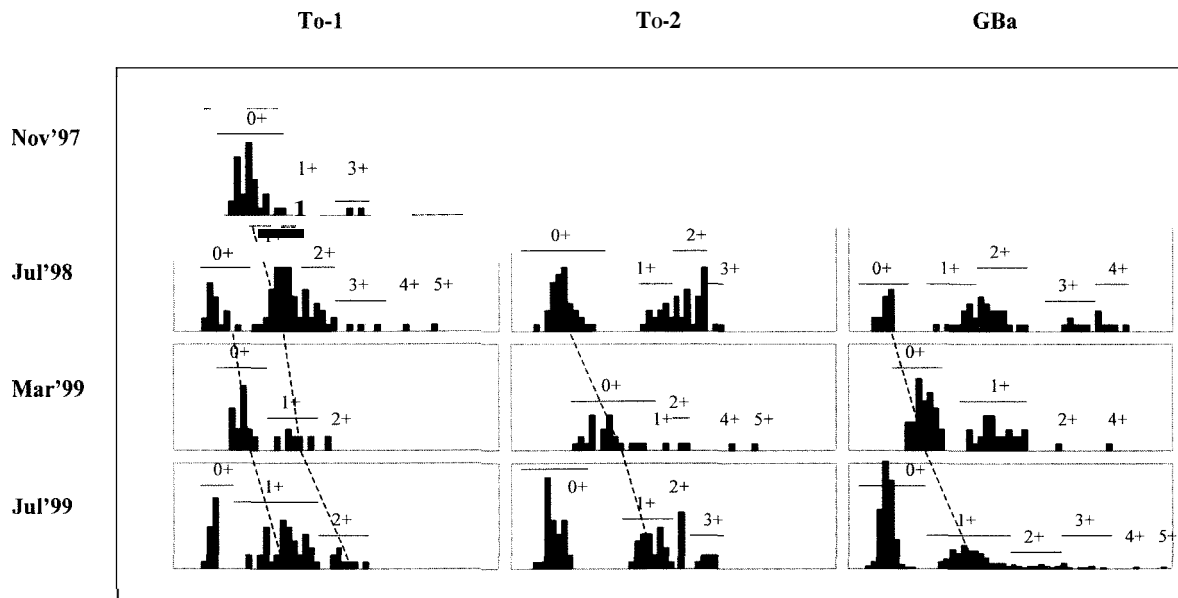 To-1 To-2 GBa
Nov'97
0+
1+ 3+
1
Jul'98
0+ 2+ 3+ 4+ 5+
0+ 1+ 2+ 3+
0+ 1+ 2+ 3+ 4+
Mar'99
0+ 1+ 2+
0+ 1+ 2+ 4+ 5+
0+ 1+ 2+ 4+
Jul'99
0+ 1+ 2+
0+ 1+ 2+ 3+
0+ 1+ 2+ 3+ 4+ 5+